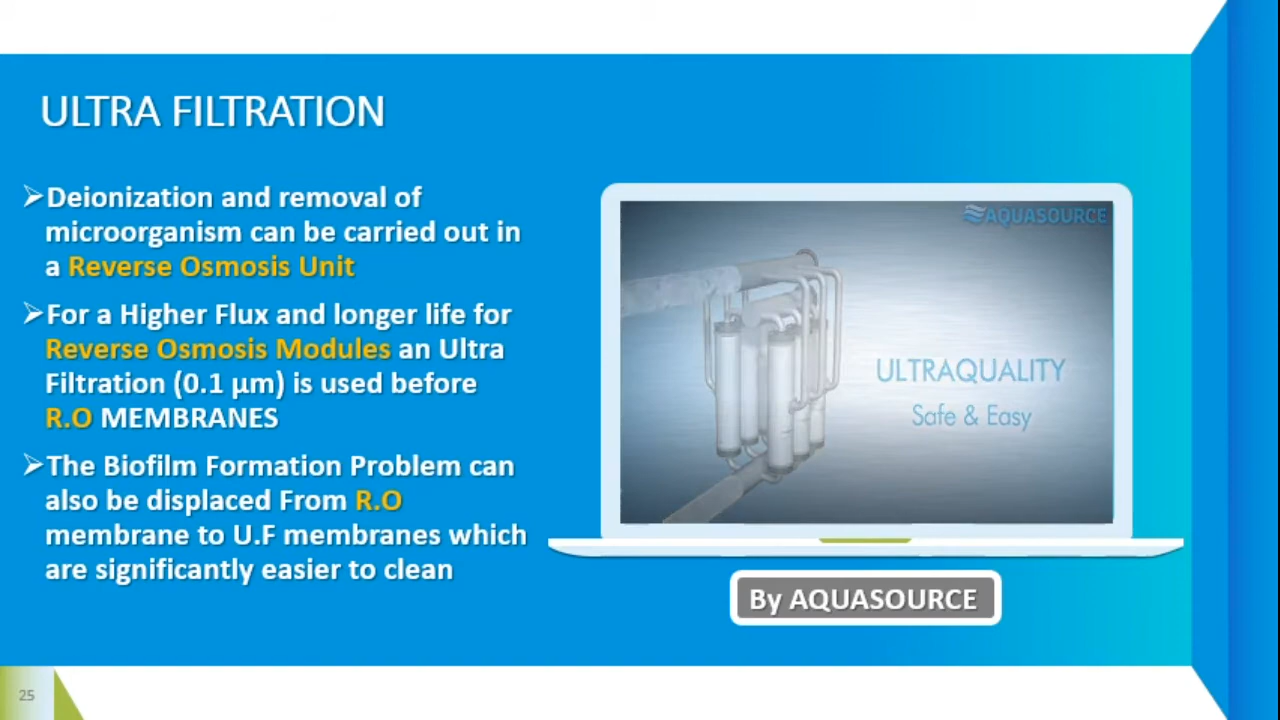 ULTRA FILTRATION
➢Deionization and removal of
microorganism can be carried out in
a Reverse Osmosis Unit
➢For a Higher Flux and longer life for
Reverse Osmosis Modules an Ultra
Filtration (0.1 µm) is used before
R.O MEMBRANES
➢The Biofilm Formation Problem can
also be displaced From R.O
membrane to U.F membranes which
are significantly easier to clean
AQUASOURCE
ULTRAQUALITY
Safe & Easy
By AQUASOURCE
25